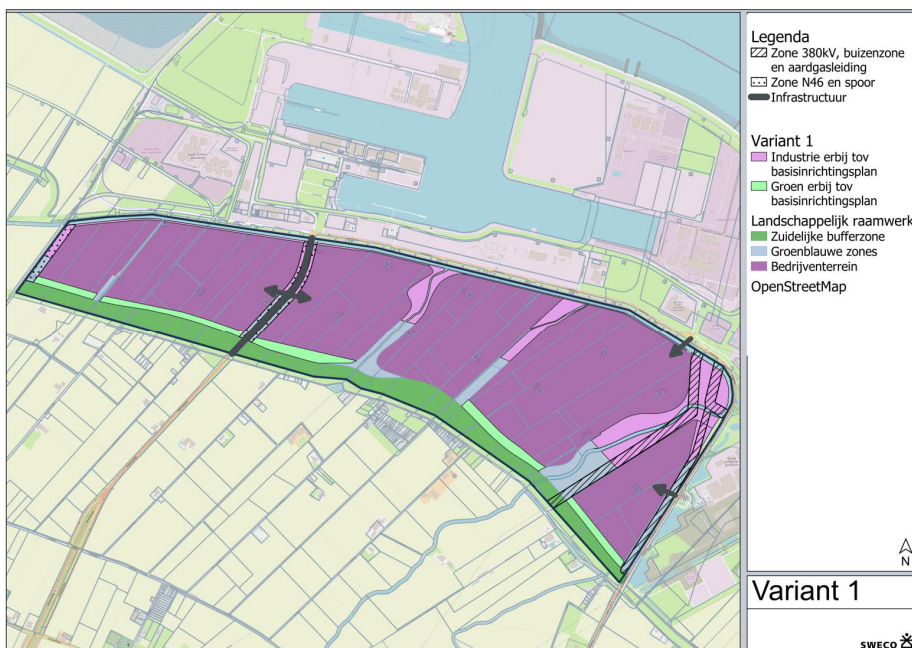 Legenda
Zone 380kV, buizenzone
en aardgasleiding
Zone N46 en spoor
Infrastructuur
Variant 1
Industrie erbij tov
basisinrichtingsplan
Groen erbij tov
basisinrichtingsplan
Landschappelijk raamwerk
Zuidelijke bufferzone
Groenblauwe zones
Bedrijventerrein
OpenStreetMap
N
Variant 1
SWECO